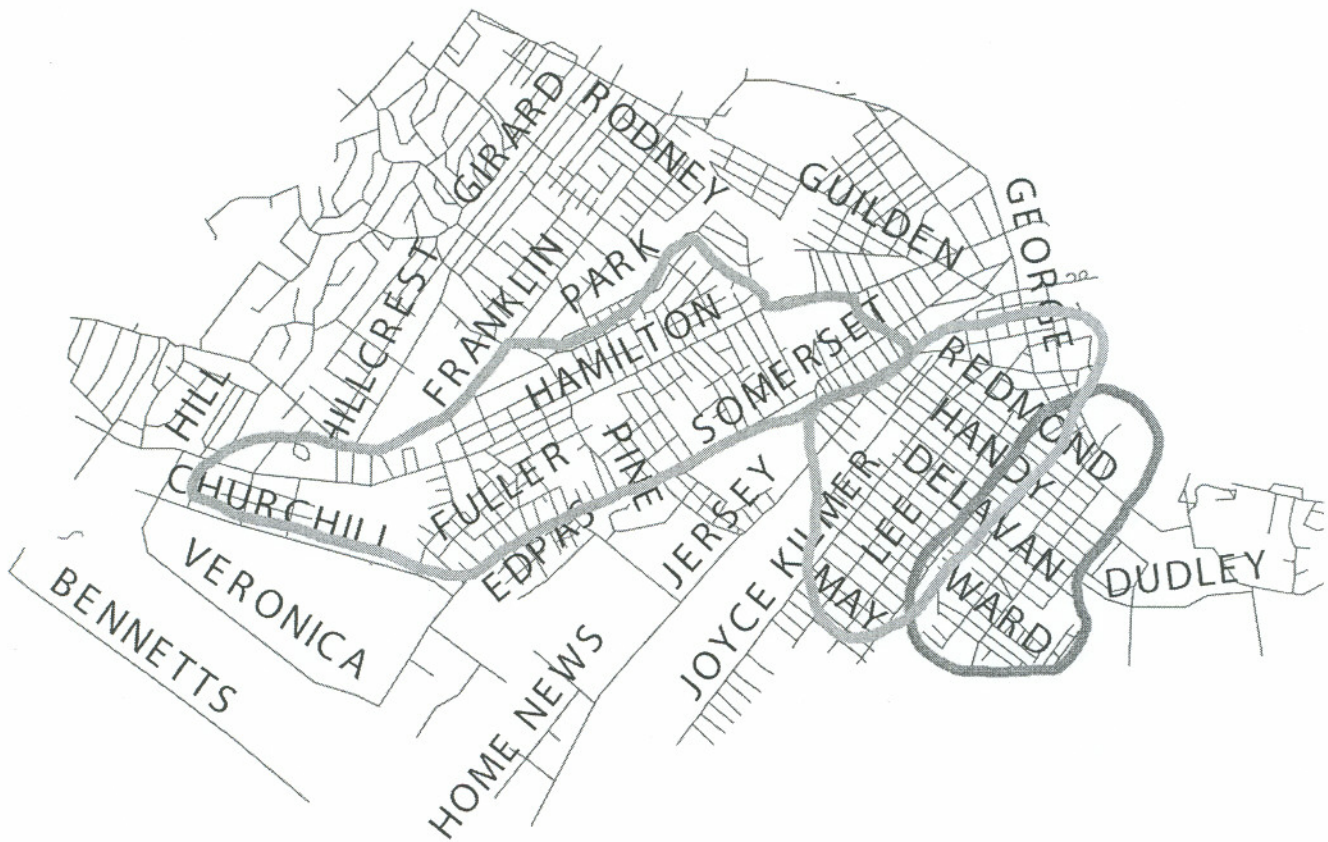 GIRARD
RODNEY
GUILDEN
GEORGE
HILLCREST
FRANKLIN
PARK
HAMILTON
SOMERSET
REDMOND
HILL
HANDY
CHURCHILL
FULLER
PINE
DELAVAN
EDPAS
JERSEY
LEE
VERONICA
JOYCE KILMER
MAY
WARD
DUDLEY
BENNETTS
HOME NEWS